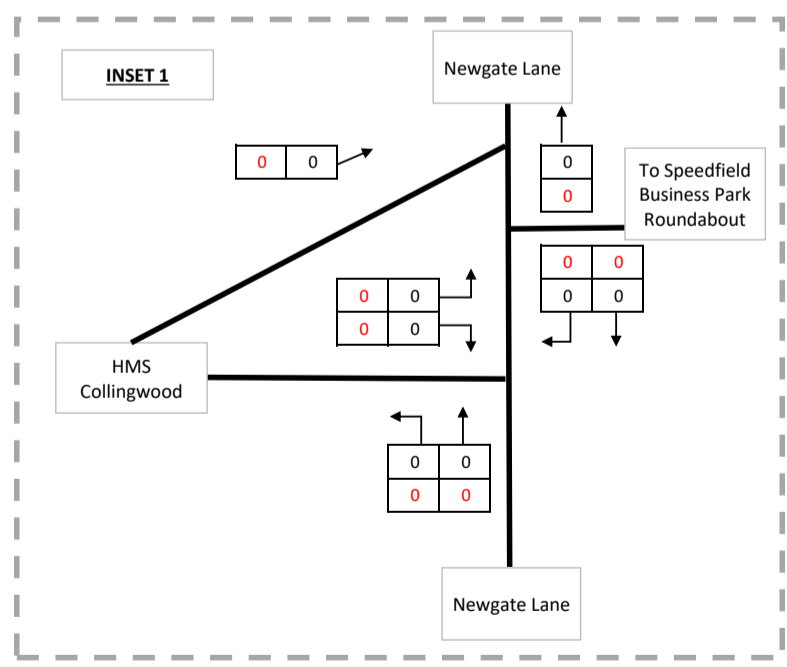 INSET 1
Newgate Lane
0 0
0
0
To Speedfield
Business Park
Roundabout
0 0
0 0
0 0
0 0
HMS
Collingwood
0 0
0 0
Newgate Lane